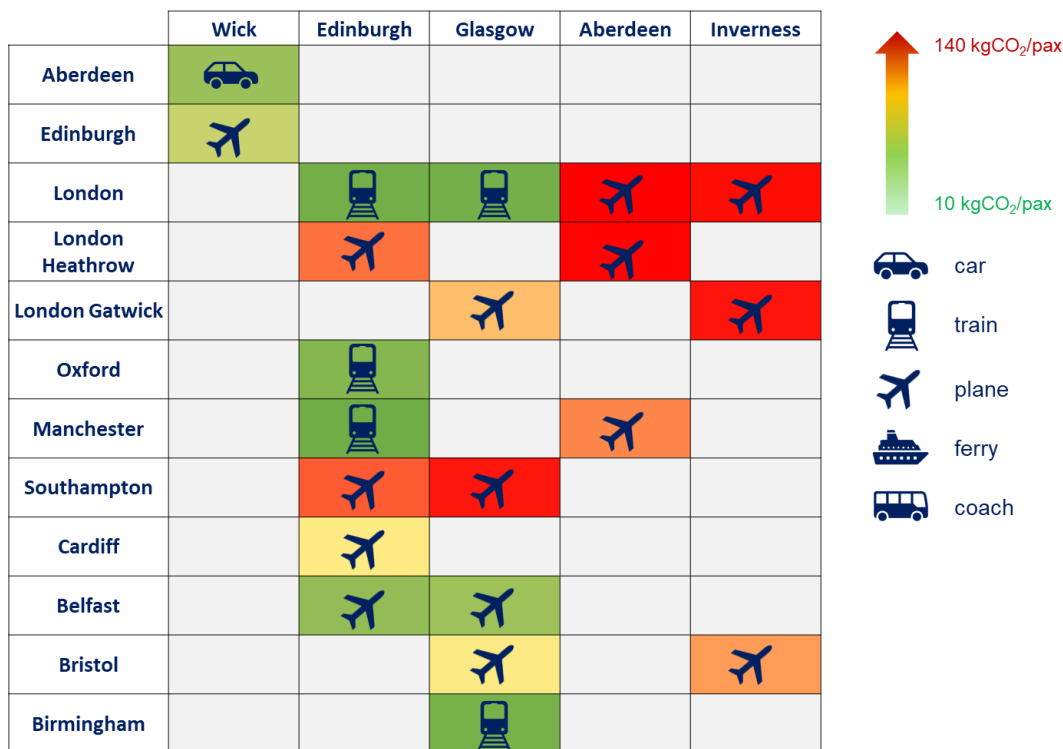 Wick Edinburgh Glasgow Aberdeen Inverness
Aberdeen
Edinburgh
London
London
Heathrow
London Gatwick
Oxford
Manchester
Southampton
Cardiff
Belfast
Bristol
Birmingham
140 kgCO₂/pax
10 kgCO₂/pax
car
train
plane
ferry
coach